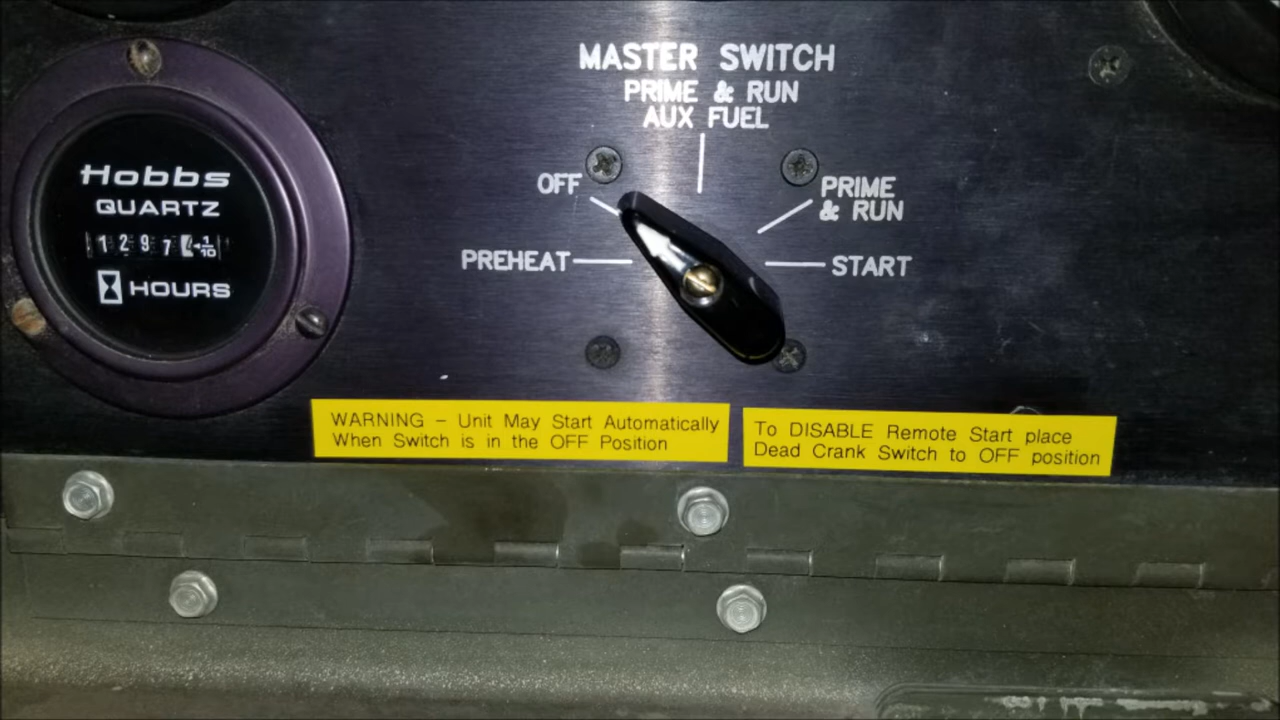 MASTER SWITCH
PRIME & RUN
AUX FUEL
OFF
PRIME
& RUN
PREHEAT
START
Hobbs
QUARTZ
1 2 9 7 1/10
HOURS
WARNING - Unit May Start Automatically
When Switch is in the OFF Position
To DISABLE Remote Start place
Dead Crank Switch to OFF position